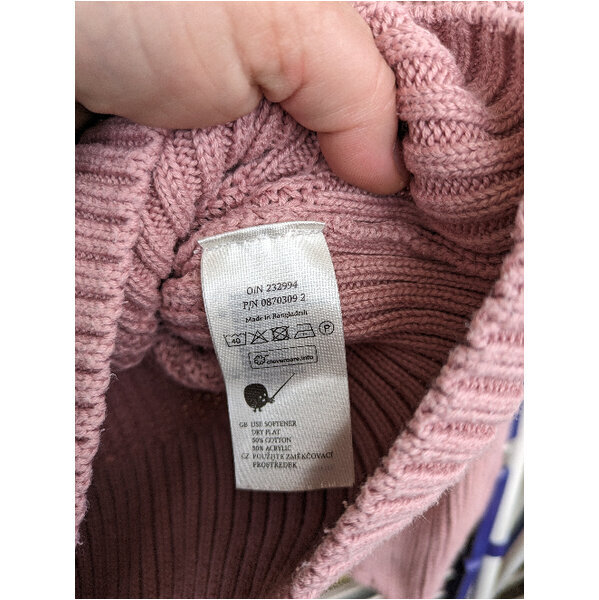 O/N 232994
P/N 0870309 2
Made in Bangladesh
40 P
clevercare.info
GB USE SOFTENER
DRY FLAT
50% COTTON
50% ACRYLIC
CZ POUŽIJTE ZMĚKČOVACÍ
PROSTŘEDEK